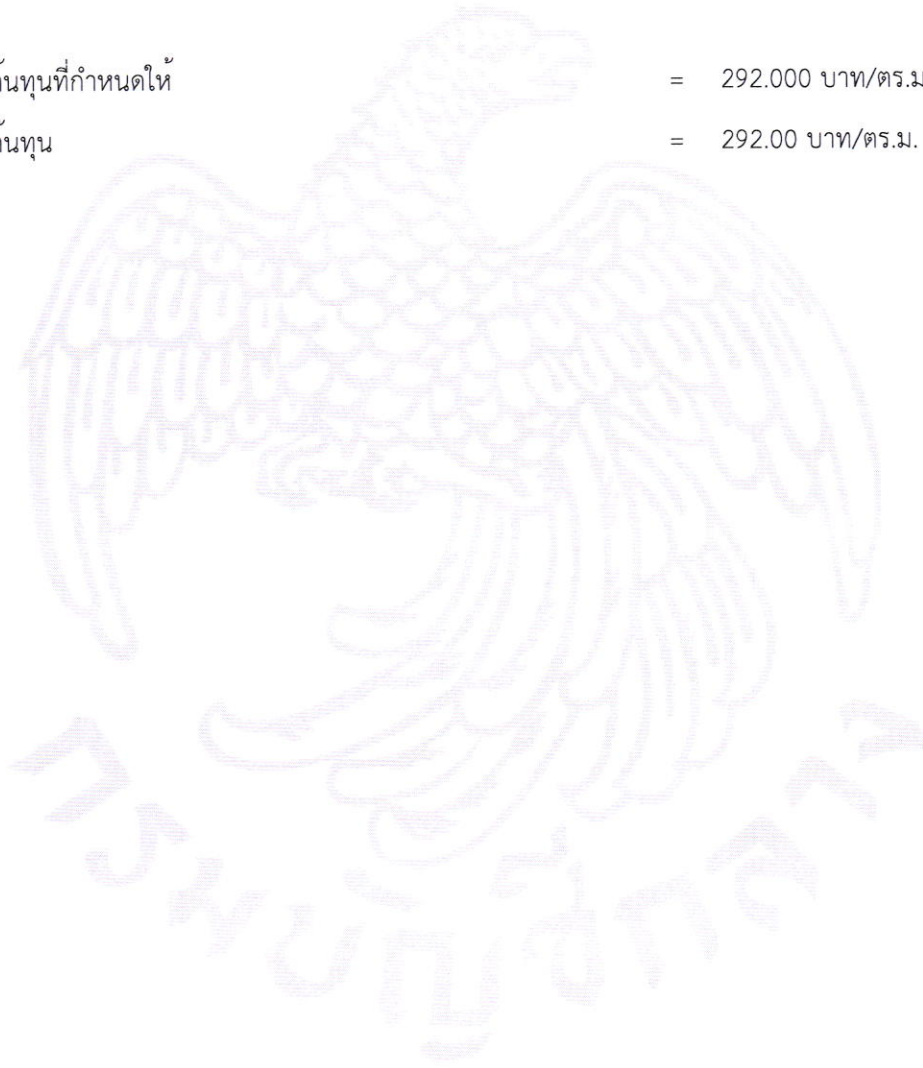 ต้นทุนที่กำหนดให้ = 292.000 บาท/ตร.ม
ต้นทุน = 292.00 บาท/ตร.ม.
กรมบัญชีกลาง